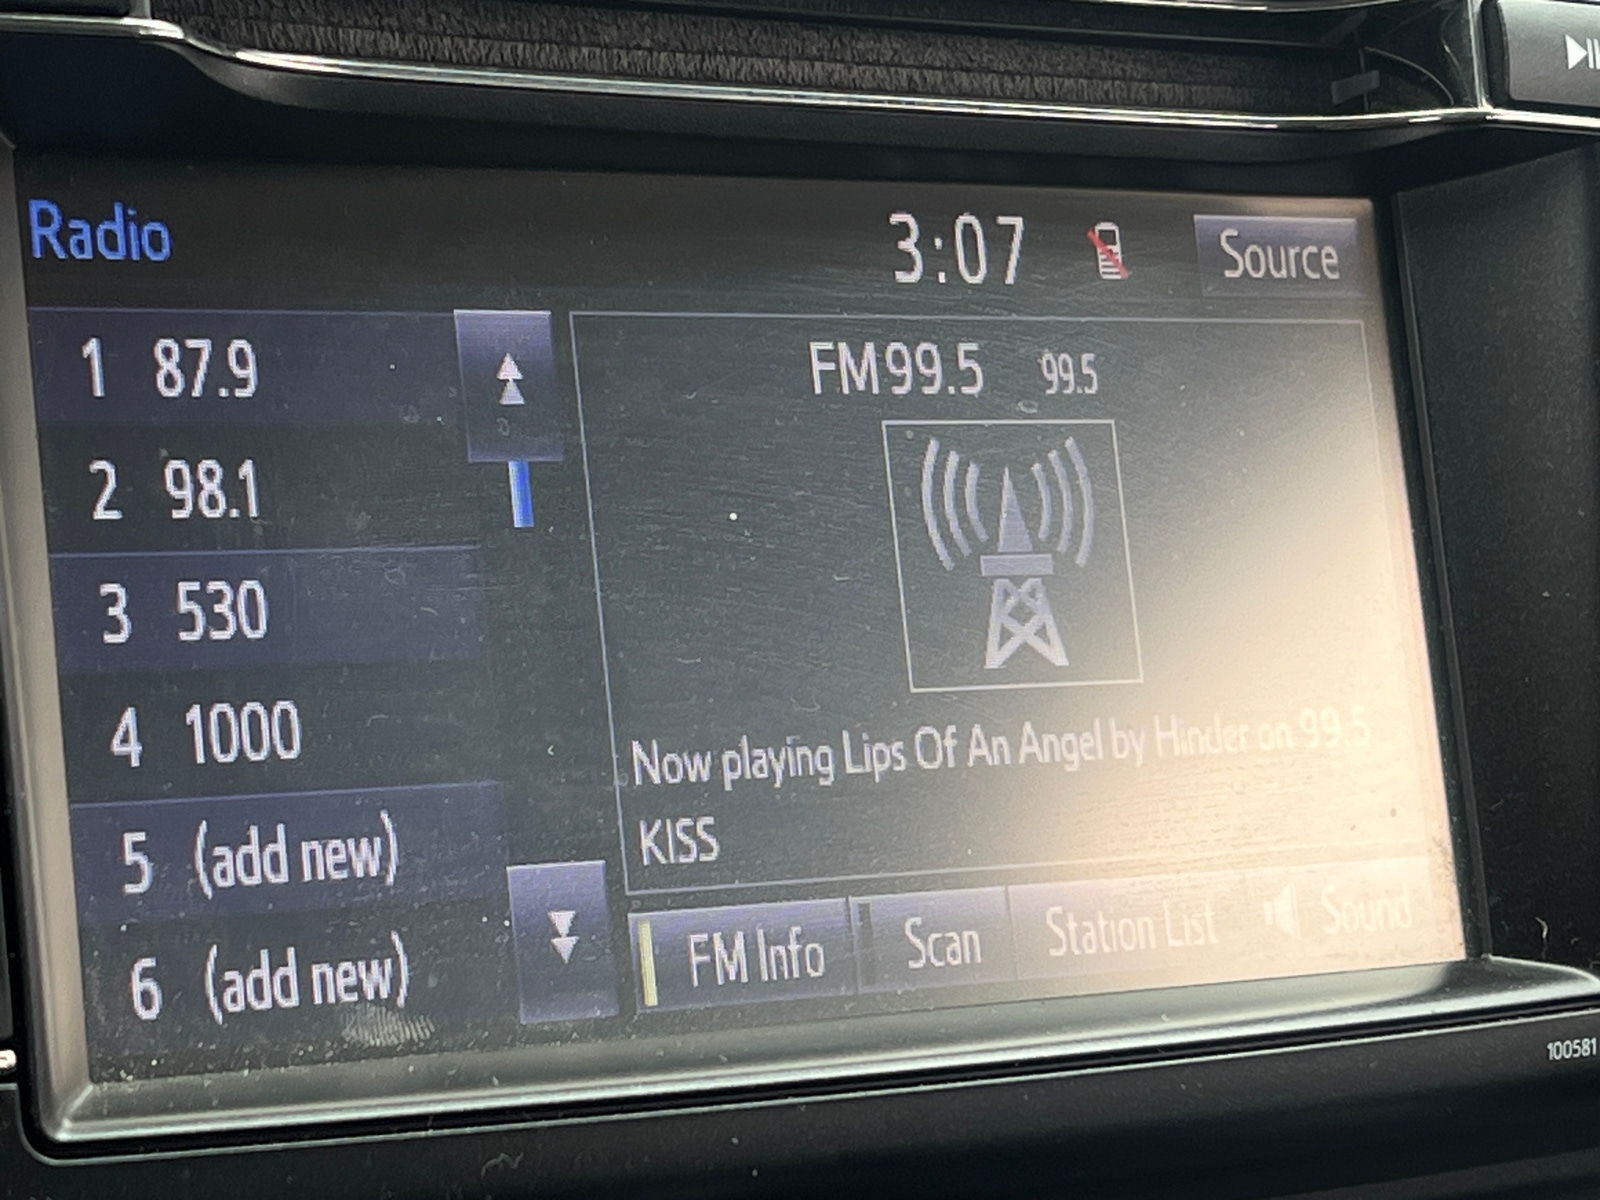 Radio 3:07 Source
1 87.9
2 98.1
3 530
4 1000
5 (add new)
6 (add new)
FM99.5 99.5
Now playing Lips Of An Angel by Hinder on 99.5
KISS
FM Info Scan Station List Sound
100581